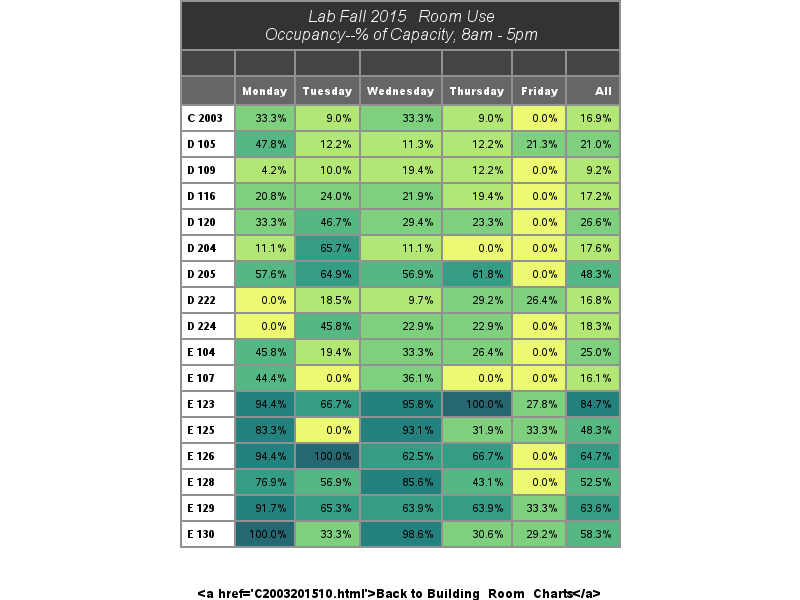 Lab Fall 2015 Room Use
Occupancy--% of Capacity, 8am - 5pm
Monday Tuesday Wednesday Thursday Friday All
C 2003 33.3% 9.0% 33.3% 9.0% 0.0% 16.9%
D 105 47.8% 12.2% 11.3% 12.2% 21.3% 21.0%
D 109 4.2% 10.0% 19.4% 12.2% 0.0% 9.2%
D 116 20.8% 24.0% 21.9% 19.4% 0.0% 17.2%
D 120 33.3% 46.7% 29.4% 23.3% 0.0% 26.6%
D 204 11.1% 65.7% 11.1% 0.0% 0.0% 17.6%
D 205 57.6% 64.9% 56.9% 61.8% 0.0% 48.3%
D 222 0.0% 18.5% 9.7% 29.2% 26.4% 16.8%
D 224 0.0% 45.8% 22.9% 22.9% 0.0% 18.3%
E 104 45.8% 19.4% 33.3% 26.4% 0.0% 25.0%
E 107 44.4% 0.0% 36.1% 0.0% 0.0% 16.1%
E 123 94.4% 66.7% 95.8% 100.0% 27.8% 84.7%
E 125 83.3% 0.0% 93.1% 31.9% 33.3% 48.3%
E 126 94.4% 100.0% 62.5% 66.7% 0.0% 64.7%
E 128 76.9% 56.9% 85.6% 43.1% 0.0% 52.5%
E 129 91.7% 65.3% 63.9% 63.9% 33.3% 63.6%
E 130 100.0% 33.3% 98.6% 30.6% 29.2% 58.3%
<a href='C2003201510.html'>Back to Building Room Charts</a>